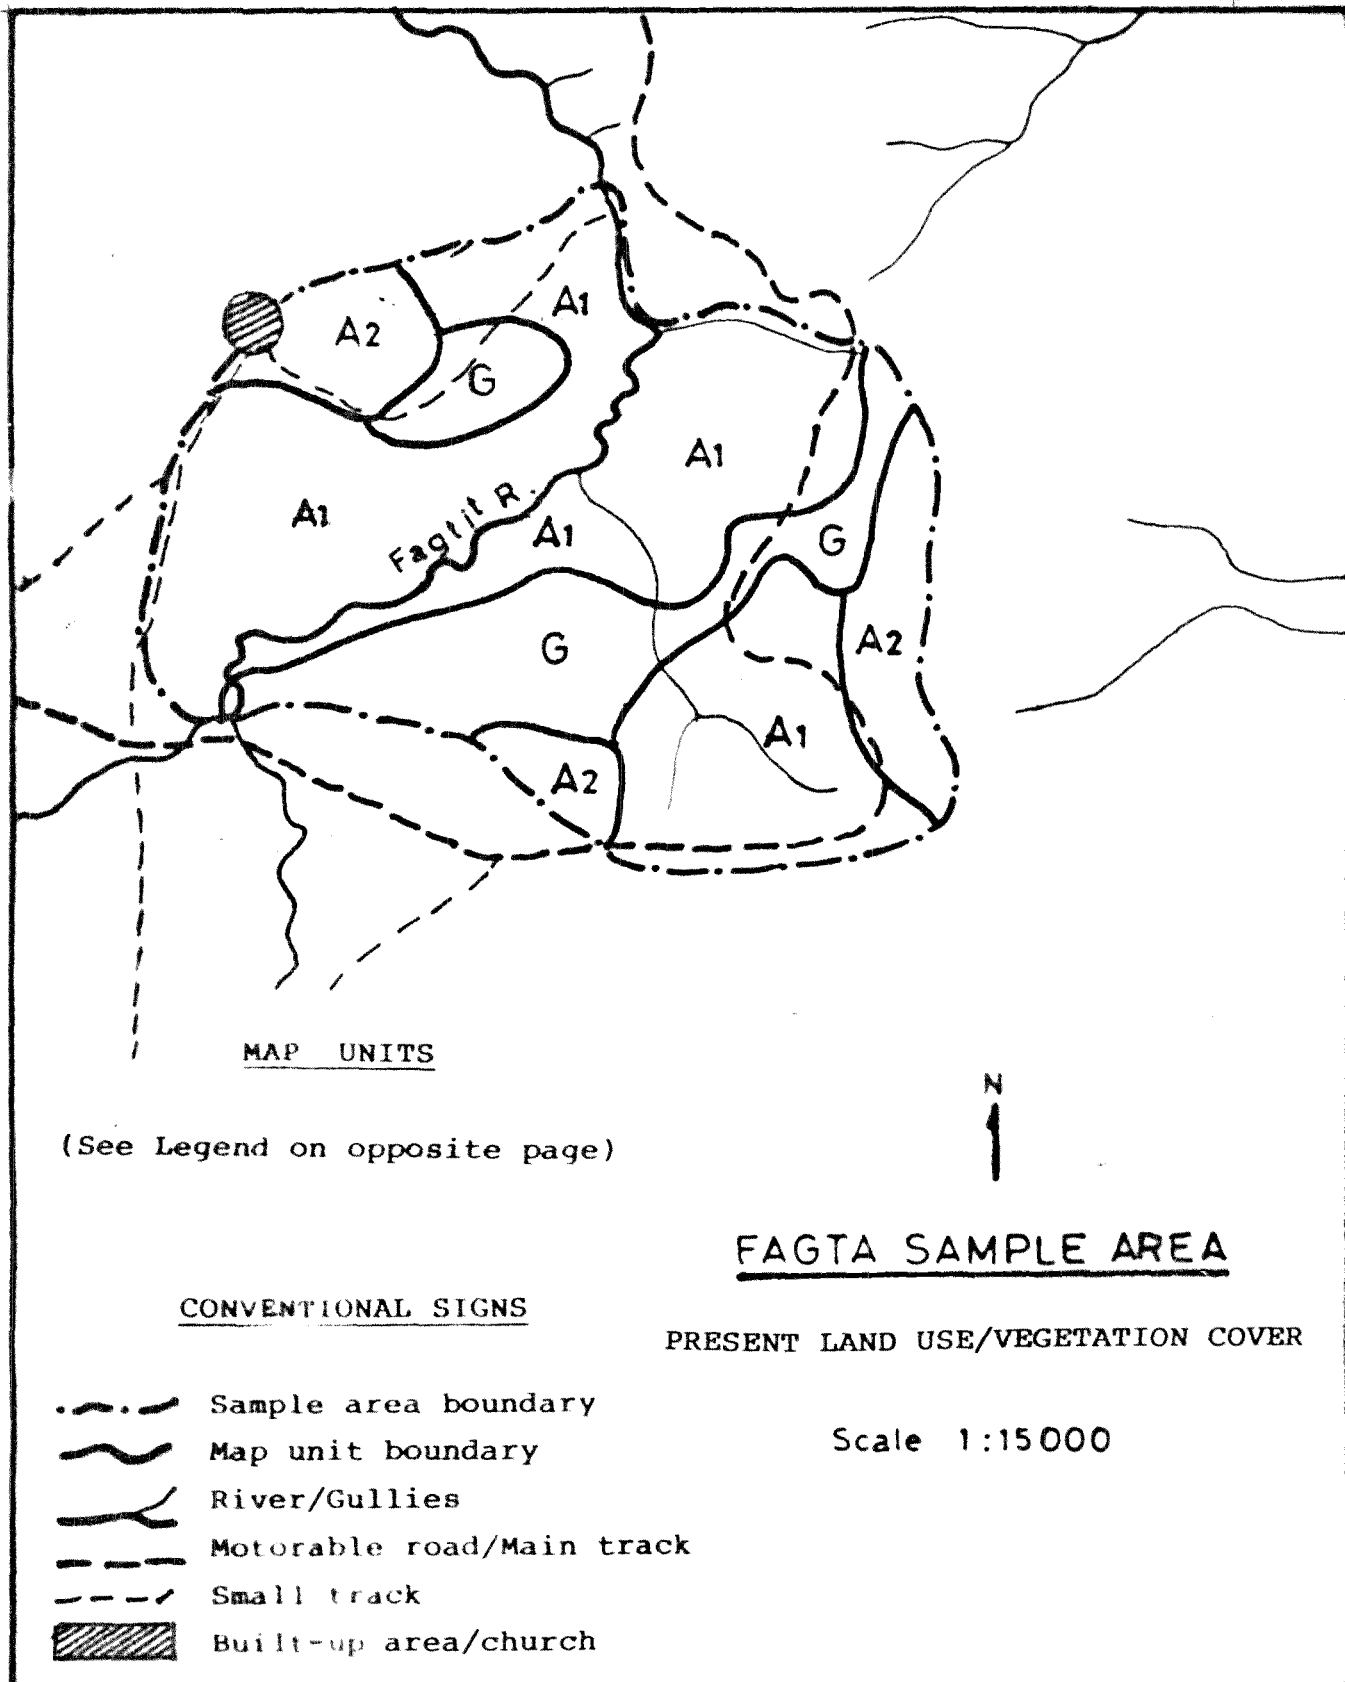 A1
A2
G
A1
A1
Fagtit R.
A1
G
A2
G
A1
A2
MAP UNITS
N
(See Legend on opposite page)
FAGTA SAMPLE AREA
CONVENTIONAL SIGNS
PRESENT LAND USE/VEGETATION COVER
Sample area boundary
Scale 1:15000
Map unit boundary
River/Gullies
Motorable road/Main track
Small track
Built-up area/church